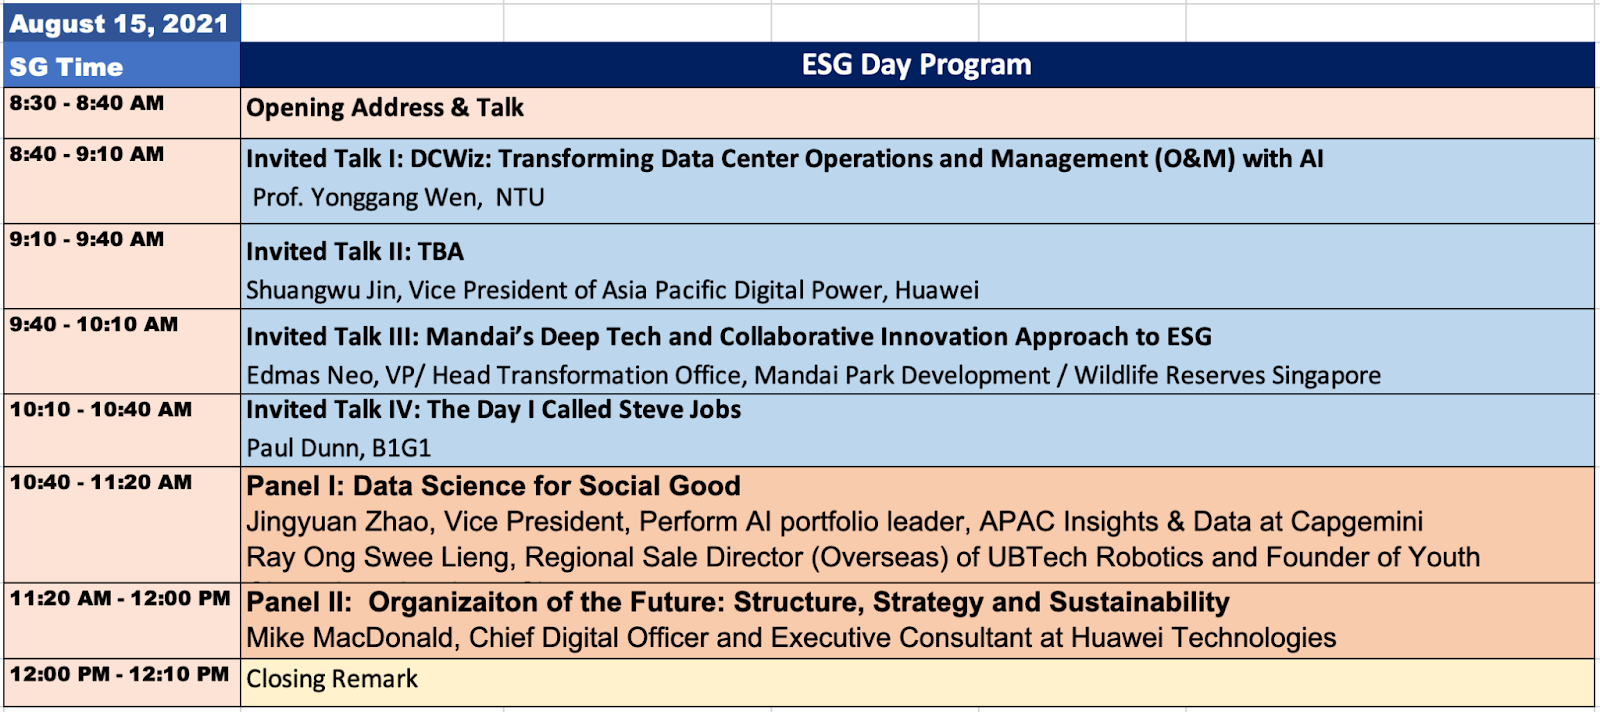 August 15, 2021
SG Time
ESG Day Program
8:30 - 8:40 AM
Opening Address & Talk
8:40 - 9:10 AM
Invited Talk I: DCWiz: Transforming Data Center Operations and Management (O&M) with AI
Prof. Yonggang Wen,  NTU
9:10 - 9:40 AM
Invited Talk II: TBA
Shuangwu Jin, Vice President of Asia Pacific Digital Power, Huawei
9:40 - 10:10 AM
Invited Talk III: Mandai’s Deep Tech and Collaborative Innovation Approach to ESG
Edmas Neo, VP/ Head Transformation Office, Mandai Park Development / Wildlife Reserves Singapore
10:10 - 10:40 AM
Invited Talk IV: The Day I Called Steve Jobs
Paul Dunn, B1G1
10:40 - 11:20 AM
Panel I: Data Science for Social Good
Jingyuan Zhao, Vice President, Perform AI portfolio leader, APAC Insights & Data at Capgemini
Ray Ong Swee Lieng, Regional Sale Director (Overseas) of UBTech Robotics and Founder of Youth
11:20 AM - 12:00 PM
Panel II:  Organizaiton of the Future: Structure, Strategy and Sustainability
Mike MacDonald, Chief Digital Officer and Executive Consultant at Huawei Technologies
12:00 PM - 12:10 PM
Closing Remark